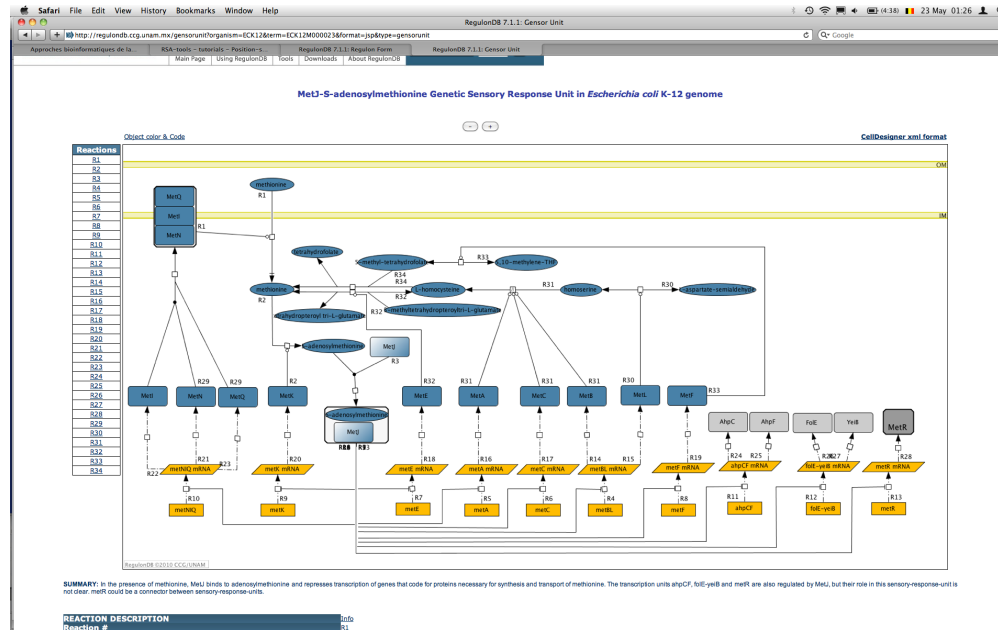 Safari File Edit View History Bookmarks Window Help
(4:38) 23 May 01:26
RegulonDB 7.1.1: Gensor Unit
http://regulondb.ccg.unam.mx/gensorunit?organism=ECK12&term=ECK12M000023&format=jsp&type=gensorunit
Google
Approches bioinformatiques de la...
RSA-tools – tutorials – Position-s...
RegulonDB 7.1.1: Regulon Form
RegulonDB 7.1.1: Gensor Unit
Main Page Using RegulonDB Tools Downloads About RegulonDB
MetJ-S-adenosylmethionine Genetic Sensory Response Unit in Escherichia coli K-12 genome
- +
Object color & Code
CellDesigner xml format
Reactions
R1
R2
R3
R4
R5
R6
R7
R8
R9
R10
R11
R12
R13
R14
R15
R16
R17
R18
R19
R20
R21
R22
R23
R24
R25
R26
R27
R28
R29
R30
R31
R32
R33
R34
OM
methionine
R1
MetQ
MetI
IM
R1
MetN
tetrahydrofolate
5-methyl-tetrahydrofolate
R33
5,10-methylene-THF
R34
R34
methionine
R2
L-homocysteine
R32
R31
homoserine
R30
L-aspartate-semialdehyde
tetrahydropteroyl tri-L-glutamate
R32
5-methyltetrahydropteroyltri-L-glutamate
S-adenosylmethionine
MetJ
R3
MetI
R29
MetN
R29
MetQ
R2
MetK
R32
MetE
R31
MetA
R31
MetC
R31
MetB
R30
MetL
MetF
R33
S-adenosylmethionine
MetJ
AhpC
AhpF
FolE
YeiB
MetR
R22
R21
R23
metNIQ mRNA
R20
metK mRNA
R18
metE mRNA
R16
metA mRNA
R17
metC mRNA
R14
R15
metBL mRNA
R19
metF mRNA
R24
R25
ahpCF mRNA
R27
folE-yeiB mRNA
R28
metR mRNA
R10
metNIQ
R9
metK
R7
metE
R5
metA
R6
metC
R4
metBL
R8
metF
R11
ahpCF
R12
folE-yeiB
R13
metR
RegulonDB ©2010 CCG/UNAM
SUMMARY: In the presence of methionine, MetJ binds to adenosylmethionine and represses transcription of genes that code for proteins necessary for synthesis and transport of methionine. The transcription units ahpCF, folE-yeiB and metR are also regulated by MetJ, but their role in this sensory-response-unit is
not clear. metR could be a connector between sensory-response-units.
REACTION DESCRIPTION Info
Reaction # R1